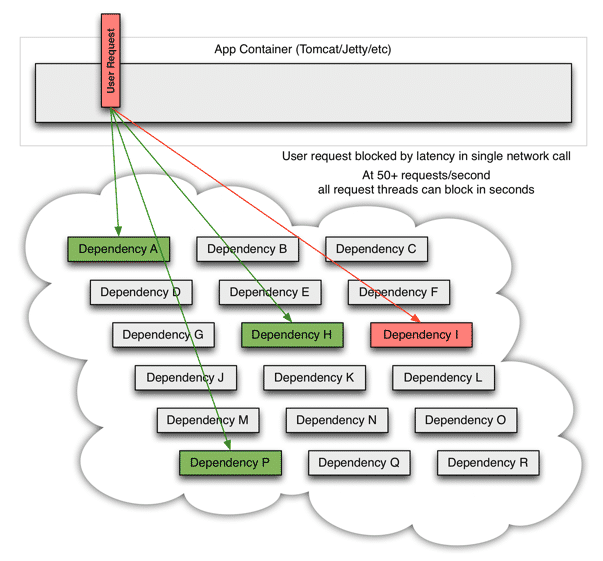 User Request
App Container (Tomcat/Jetty/etc)
User request blocked by latency in single network call
At 50+ requests/second
all request threads can block in seconds
Dependency A
Dependency B
Dependency C
Dependency D
Dependency E
Dependency F
Dependency G
Dependency H
Dependency I
Dependency J
Dependency K
Dependency L
Dependency M
Dependency N
Dependency O
Dependency P
Dependency Q
Dependency R